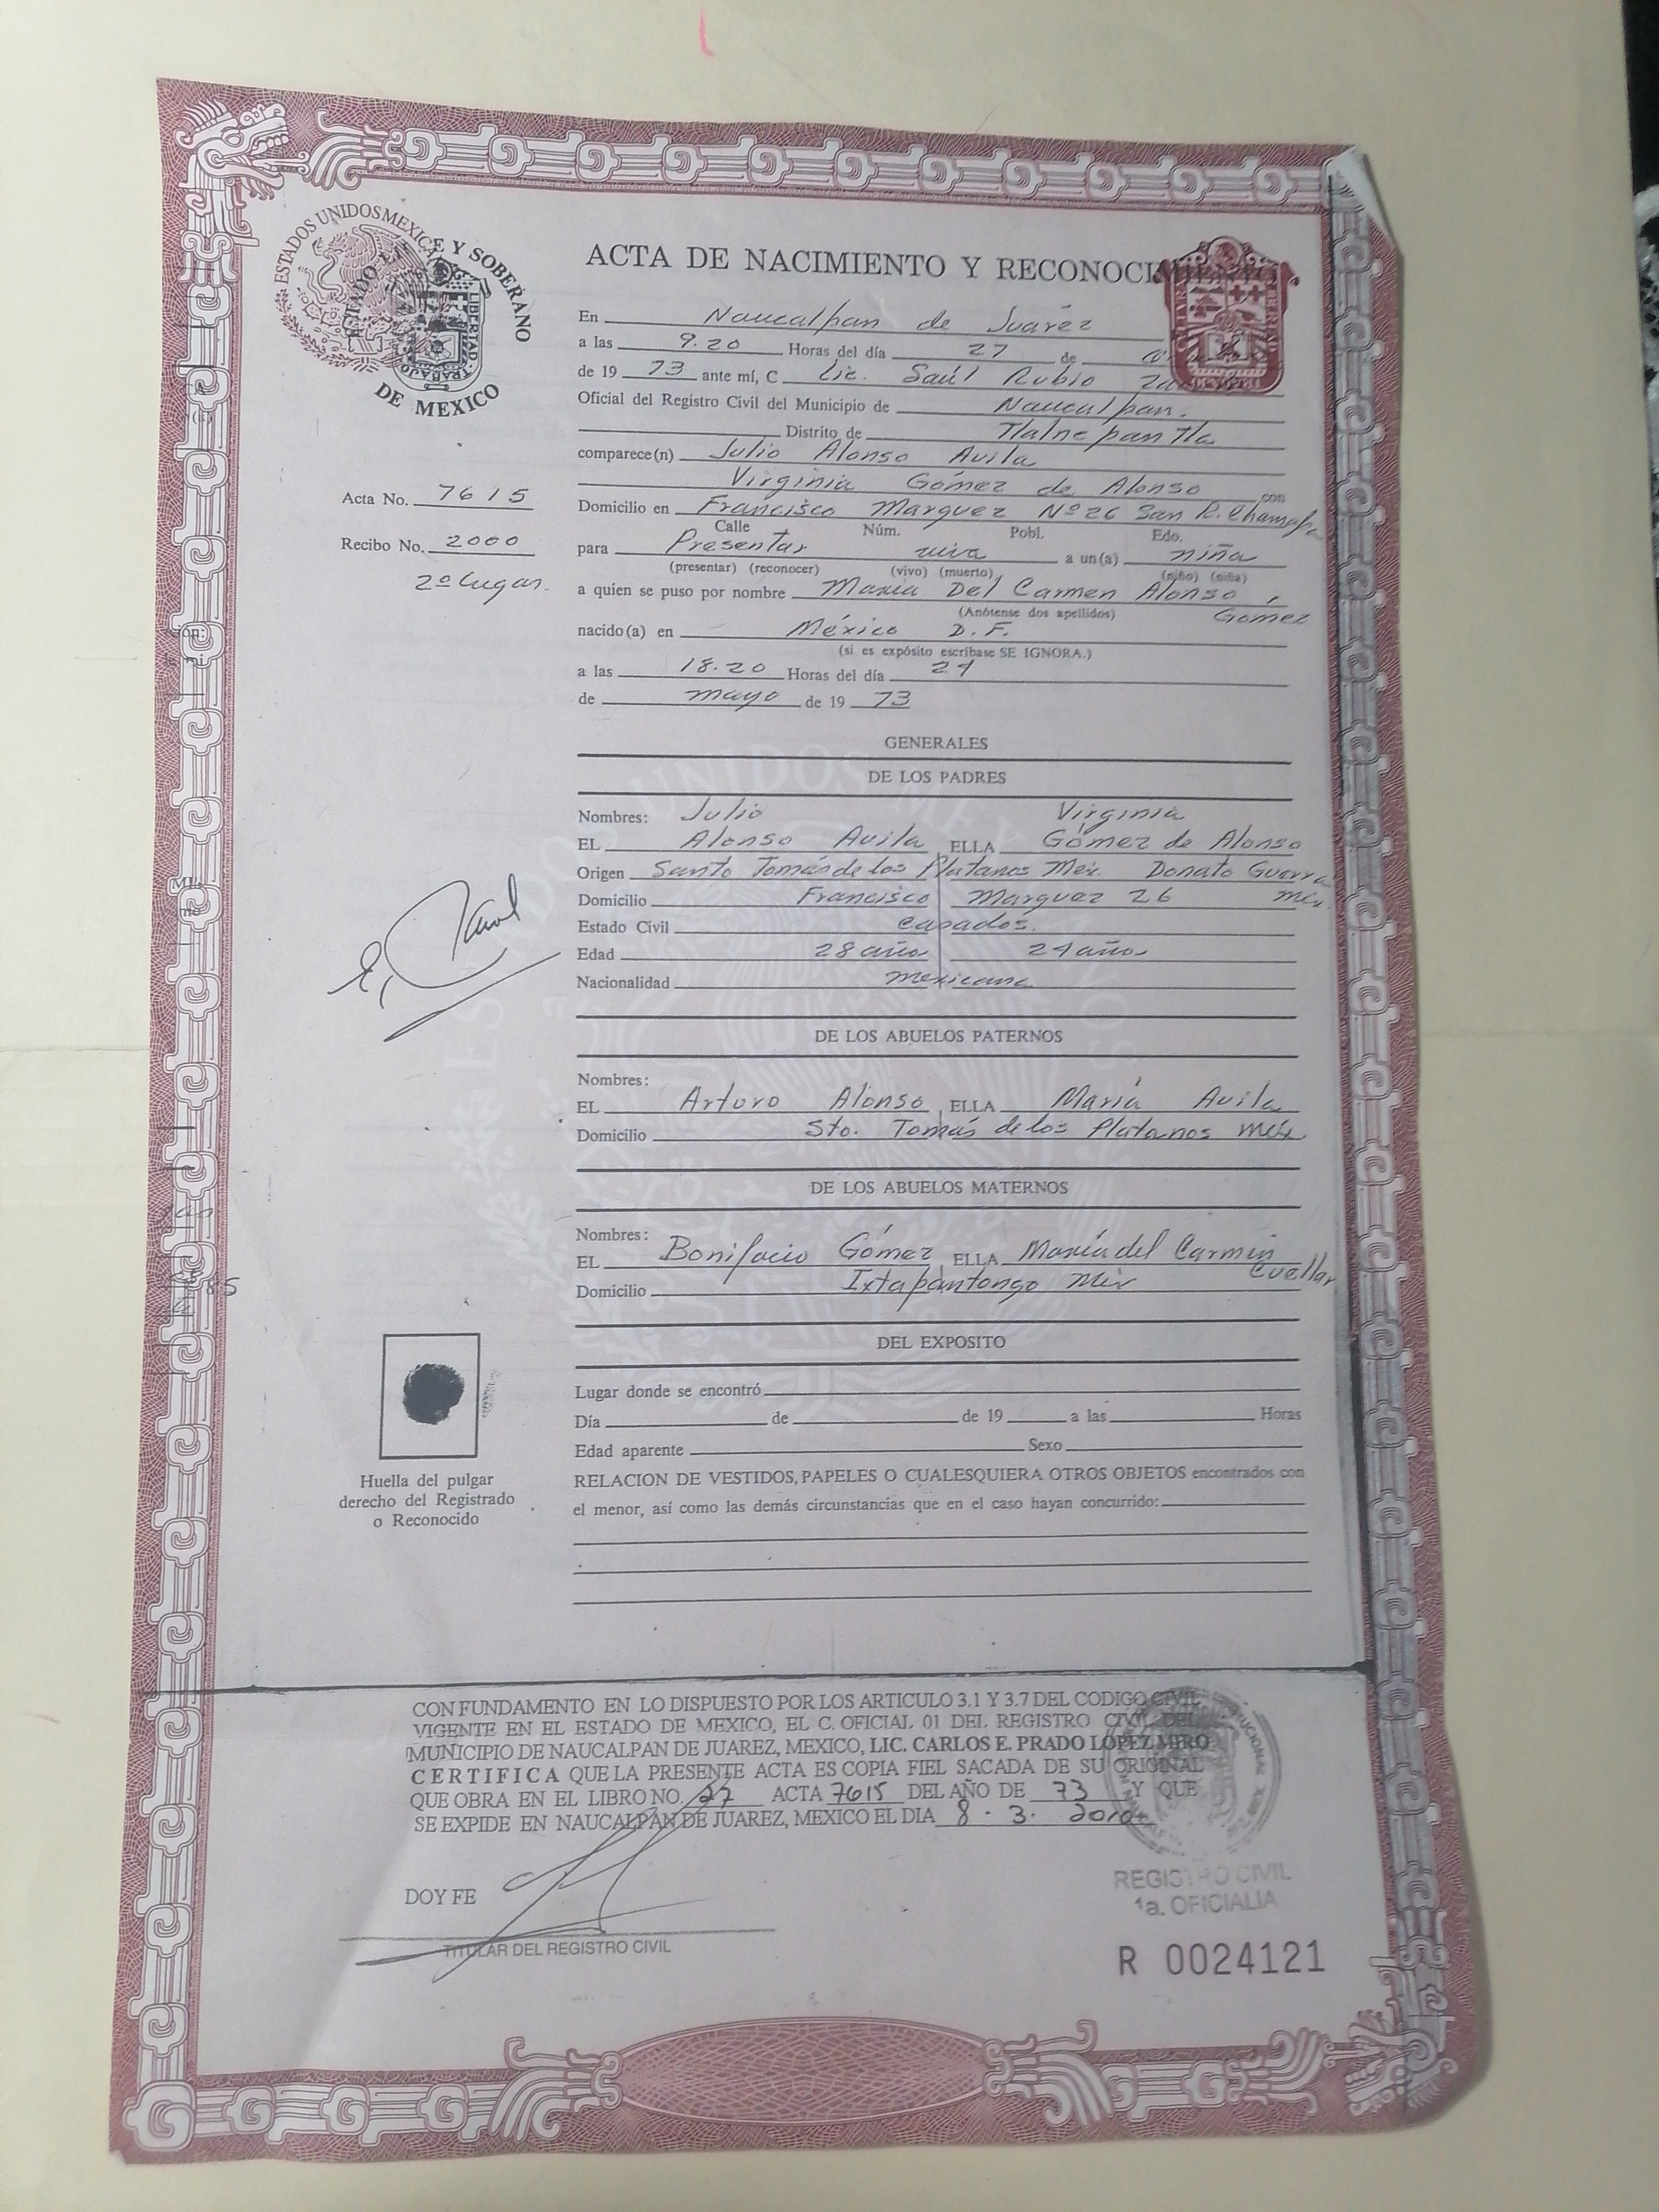 ESTADOS UNIDOS MEXICANOS
ESTADO LIBRE Y SOBERANO
DE MEXICO
LIBERTAD
TRABAJO
ACTA DE NACIMIENTO Y RECONOCIMIENTO
En Naucalpan de Juárez
a las 9.20 Horas del día 27 de
de 19 73 ante mí, C Lic. Saúl Rubio
Oficial del Registro Civil del Municipio de Naucalpan.
Distrito de Tlalnepantla
comparece(n) Julio Alonso Avila
Virginia Gómez de Alonso con
Acta No. 7615
Domicilio en Francisco Marquez Nº 26 San R. Champa
Calle Núm. Pobl. Edo.
Recibo No. 2000
para Presentar viva a un(a) niña
(presentar) (reconocer) (vivo) (muerto) (niño) (niña)
2º Lugar.
a quien se puso por nombre María Del Carmen Alonso
(Anótense dos apellidos) Gómez
nacido(a) en México D.F.
(si es expósito escríbase SE IGNORA.)
a las 18.20 Horas del día
de mayo de 19 73
GENERALES
DE LOS PADRES
Nombres: Julio Virginia
EL Alonso Avila ELLA Gómez de Alonso
Origen Santo Tomás de los Platanos Mex. Donato Guerra
Domicilio Francisco Marquez 26 Mex.
Estado Civil casados.
Edad 28 años años
Nacionalidad mexicana
DE LOS ABUELOS PATERNOS
Nombres:
EL Arturo Alonso ELLA María Avila
Domicilio Sto. Tomás de los Platanos Mex
DE LOS ABUELOS MATERNOS
Nombres:
EL Bonifacio Gómez ELLA María del Carmen
Cuellar
Domicilio Ixtapantongo Mex
DEL EXPOSITO
Lugar donde se encontró
Día de de 19 a las Horas
Edad aparente Sexo
RELACION DE VESTIDOS, PAPELES O CUALESQUIERA OTROS OBJETOS encontrados con
el menor, así como las demás circunstancias que en el caso hayan concurrido:
Huella del pulgar
derecho del Registrado
o Reconocido
CON FUNDAMENTO EN LO DISPUESTO POR LOS ARTICULO 3.1 Y 3.7 DEL CODIGO CIVIL
VIGENTE EN EL ESTADO DE MEXICO, EL C. OFICIAL 01 DEL REGISTRO CIVIL DEL
MUNICIPIO DE NAUCALPAN DE JUAREZ, MEXICO, LIC. CARLOS E. PRADO LOPEZ MIRO
CERTIFICA QUE LA PRESENTE ACTA ES COPIA FIEL SACADA DE SU ORIGINAL
QUE OBRA EN EL LIBRO NO. 27 ACTA 7615 DEL AÑO DE 73 Y QUE
SE EXPIDE EN NAUCALPAN DE JUAREZ, MEXICO EL DIA 8 . 3 . 2010
DOY FE
TITULAR DEL REGISTRO CIVIL
REGISTRO CIVIL
1a. OFICIALIA
R 0024121